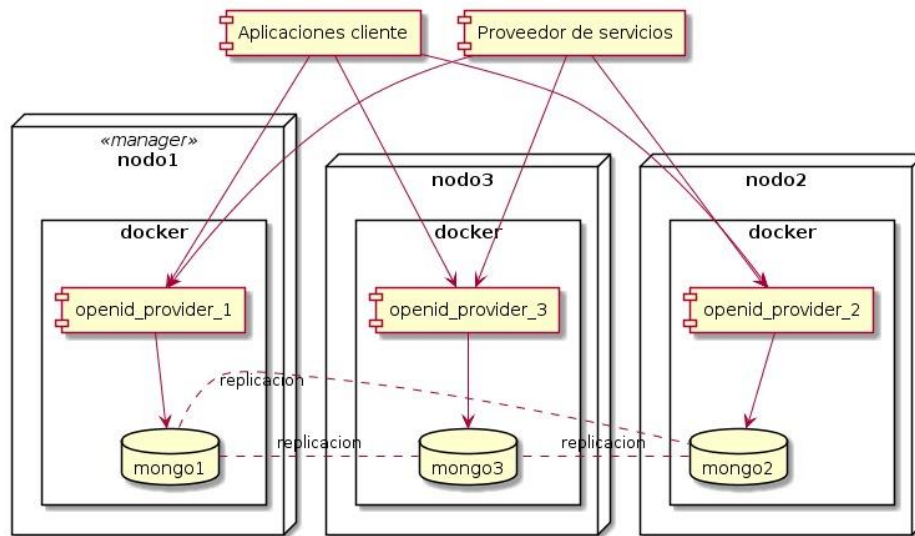 Aplicaciones cliente
Proveedor de servicios
«manager»
nodo1
nodo3
nodo2
docker
docker
docker
openid_provider_1
openid_provider_3
openid_provider_2
replicacion
replicacion
replicacion
mongo1
mongo3
mongo2